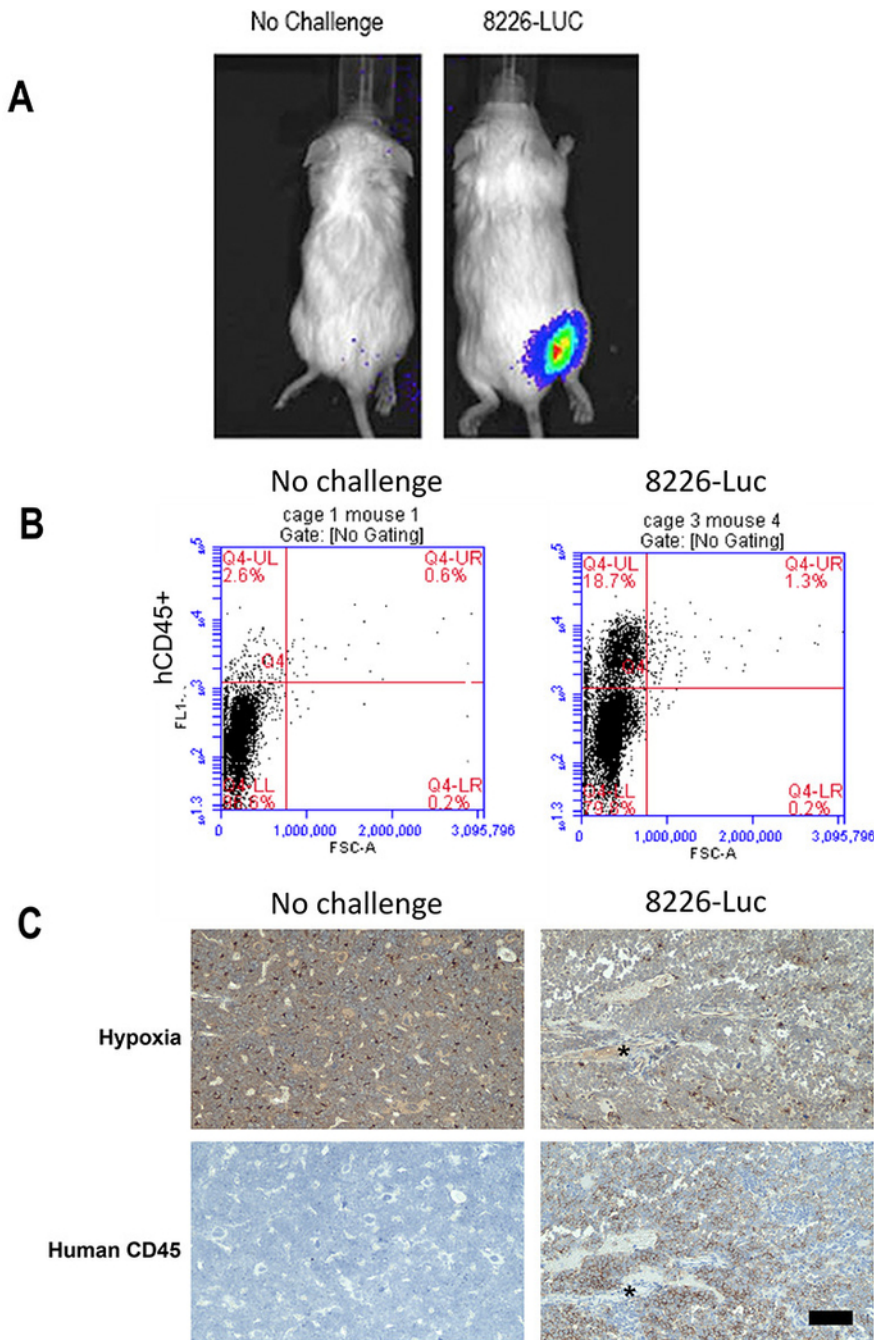 No Challenge
8226-LUC
A
No challenge
8226-Luc
B
cage 1 mouse 1
Gate: [No Gating]
cage 3 mouse 4
Gate: [No Gating]
Q4-UL
2.6%
Q4-UR
0.6%
Q4
Q4-LL
Q4-LR
0.2%
hCD45+
FL1-..
0
1,000,000
2,000,000
3,095,796
FSC-A
Q4-UL
18.7%
Q4-UR
1.3%
Q4
Q4-LR
0.2%
0
1,000,000
2,000,000
3,095,796
FSC-A
C
No challenge
8226-Luc
Hypoxia
*
Human CD45
*